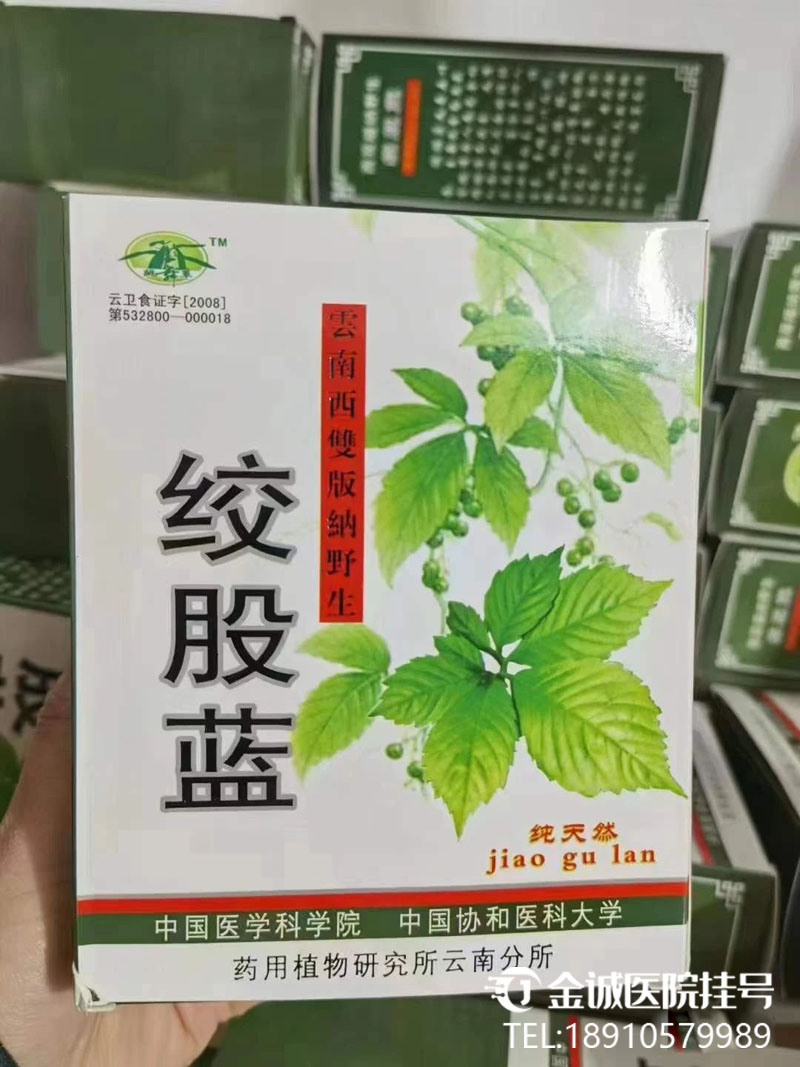 TM
云卫食证字[2008]
第532800—000018
雲南西雙版納野生
绞股蓝
纯天然
jiao gu lan
中国医学科学院 中国协和医科大学
药用植物研究所云南分所
金诚医院挂号
TEL:18910579989